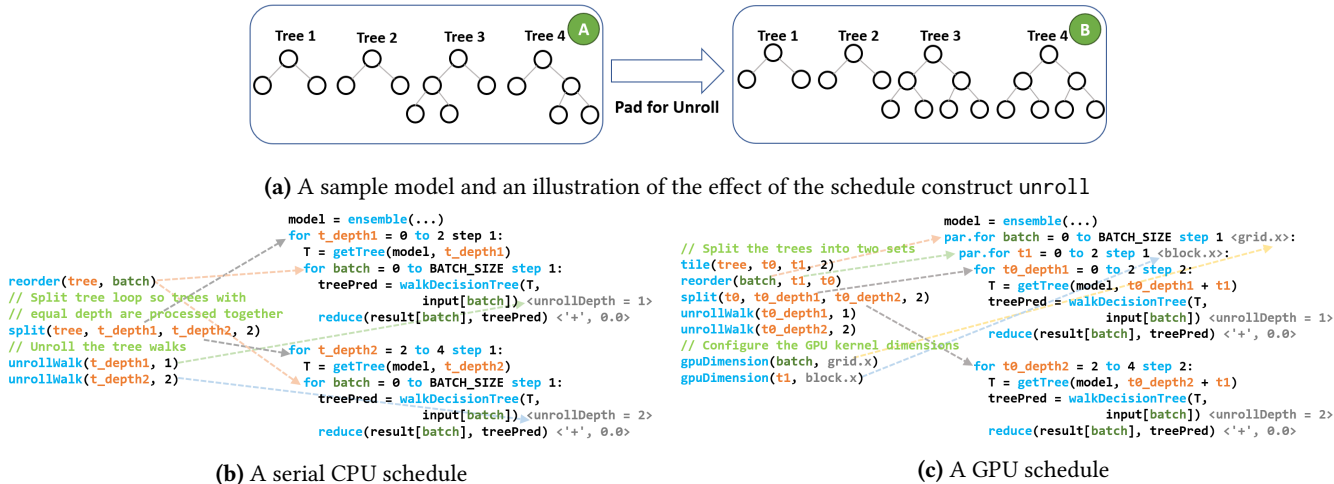 A
B
Tree 1
Tree 2
Tree 3
Tree 4
Pad for Unroll
Tree 1
Tree 2
Tree 3
Tree 4
(a) A sample model and an illustration of the effect of the schedule construct unroll
reorder(tree, batch)
// Split tree loop so trees with
// equal depth are processed together
split(tree, t_depth1, t_depth2, 2)
// Unroll the tree walks
unrollWalk(t_depth1, 1)
unrollWalk(t_depth2, 2)
model = ensemble(...)
for t_depth1 = 0 to 2 step 1:
T = getTree(model, t_depth1)
for batch = 0 to BATCH_SIZE step 1:
treePred = walkDecisionTree(T,
input[batch]) <unrollDepth = 1>
reduce(result[batch], treePred) <'+', 0.0>
for t_depth2 = 2 to 4 step 1:
T = getTree(model, t_depth2)
for batch = 0 to BATCH_SIZE step 1:
treePred = walkDecisionTree(T,
input[batch]) <unrollDepth = 2>
reduce(result[batch], treePred) <'+', 0.0>
(b) A serial CPU schedule
// Split the trees into two sets
tile(tree, t0, t1, 2)
reorder(batch, t1, t0)
split(t0, t0_depth1, t0_depth2, 2)
unrollWalk(t0_depth1, 1)
unrollWalk(t0_depth2, 2)
// Configure the GPU kernel dimensions
gpuDimension(batch, grid.x)
gpuDimension(t1, block.x)
model = ensemble(...)
par.for batch = 0 to BATCH_SIZE step 1 <grid.x>:
par.for t1 = 0 to 2 step 1 <block.x>:
for t0_depth1 = 0 to 2 step 2:
T = getTree(model, t0_depth1 + t1)
treePred = walkDecisionTree(T,
input[batch]) <unrollDepth = 1>
reduce(result[batch], treePred) <'+', 0.0>
for t0_depth2 = 2 to 4 step 2:
T = getTree(model, t0_depth2 + t1)
treePred = walkDecisionTree(T,
input[batch]) <unrollDepth = 2>
reduce(result[batch], treePred) <'+', 0.0>
(c) A GPU schedule